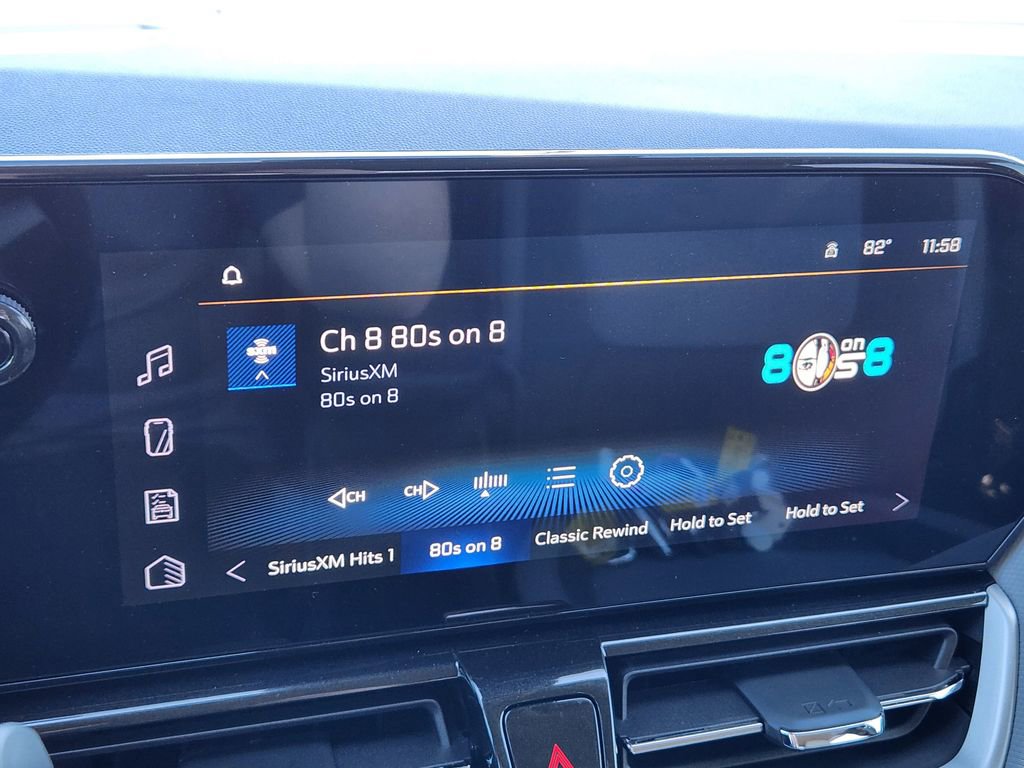 82° 11:58
sxm
Ch 8 80s on 8
SiriusXM
80s on 8
80s on 8
CH CH
SiriusXM Hits 1 80s on 8 Classic Rewind Hold to Set Hold to Set